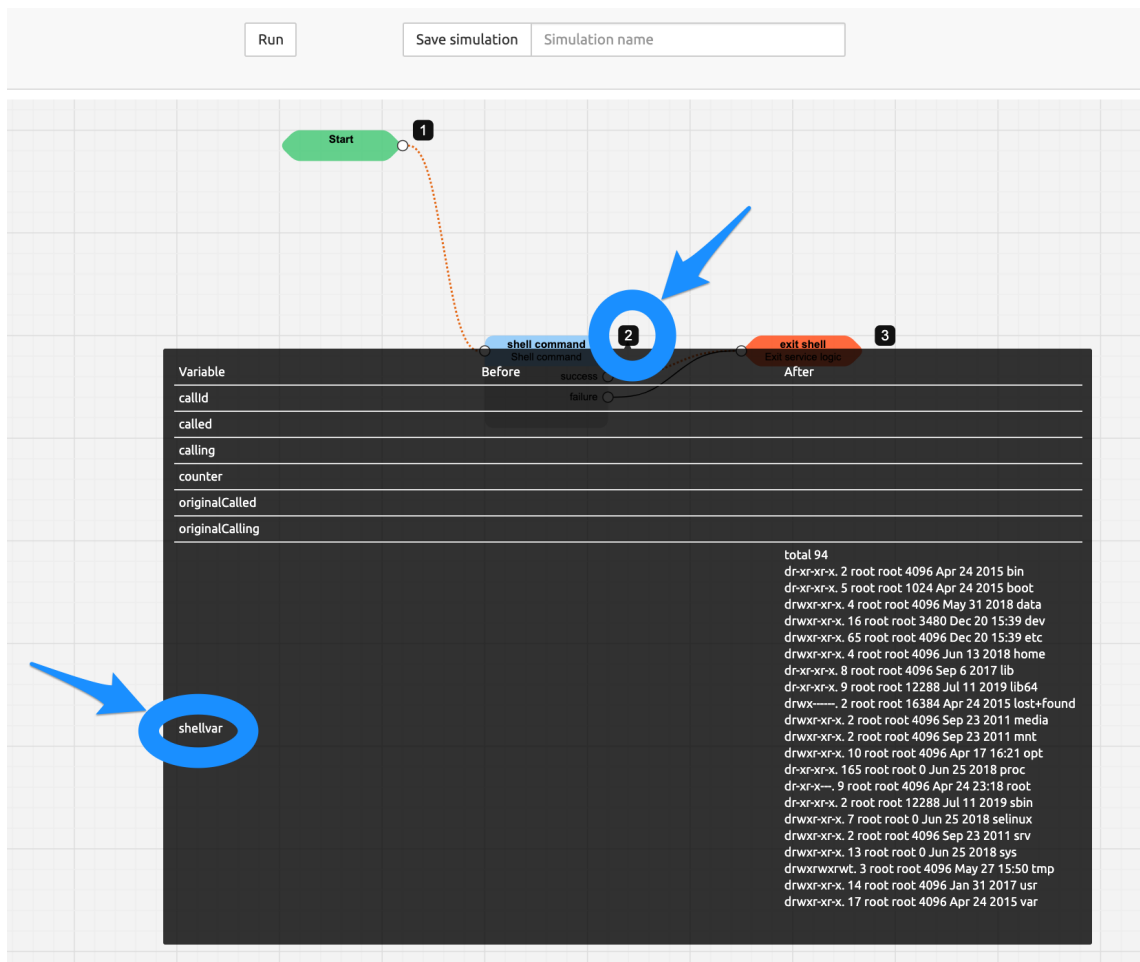 Run Save simulation Simulation name
Start 1
shell command 2 exit shell 3
Shell command Exit service logic
Variable Before After
success
callId failure
called
calling
counter
originalCalled
originalCalling
total 94
dr-xr-xr-x. 2 root root 4096 Apr 24 2015 bin
dr-xr-xr-x. 5 root root 1024 Apr 24 2015 boot
drwxr-xr-x. 4 root root 4096 May 31 2018 data
drwxr-xr-x. 16 root root 3480 Dec 20 15:39 dev
drwxr-xr-x. 65 root root 4096 Dec 20 15:39 etc
drwxr-xr-x. 4 root root 4096 Jun 13 2018 home
dr-xr-xr-x. 8 root root 4096 Sep 6 2017 lib
dr-xr-xr-x. 9 root root 12288 Jul 11 2019 lib64
drwx------. 2 root root 16384 Apr 24 2015 lost+found
drwxr-xr-x. 2 root root 4096 Sep 23 2011 media
shellvar
drwxr-xr-x. 2 root root 4096 Sep 23 2011 mnt
drwxr-xr-x. 10 root root 4096 Apr 17 16:21 opt
dr-xr-xr-x. 165 root root 0 Jun 25 2018 proc
dr-xr-x---. 9 root root 4096 Apr 24 23:18 root
dr-xr-xr-x. 2 root root 12288 Jul 11 2019 sbin
drwxr-xr-x. 7 root root 0 Jun 25 2018 selinux
drwxr-xr-x. 2 root root 4096 Sep 23 2011 srv
drwxr-xr-x. 13 root root 0 Jun 25 2018 sys
drwxrwxrwt. 3 root root 4096 May 27 15:50 tmp
drwxr-xr-x. 14 root root 4096 Jan 31 2017 usr
drwxr-xr-x. 17 root root 4096 Apr 24 2015 var